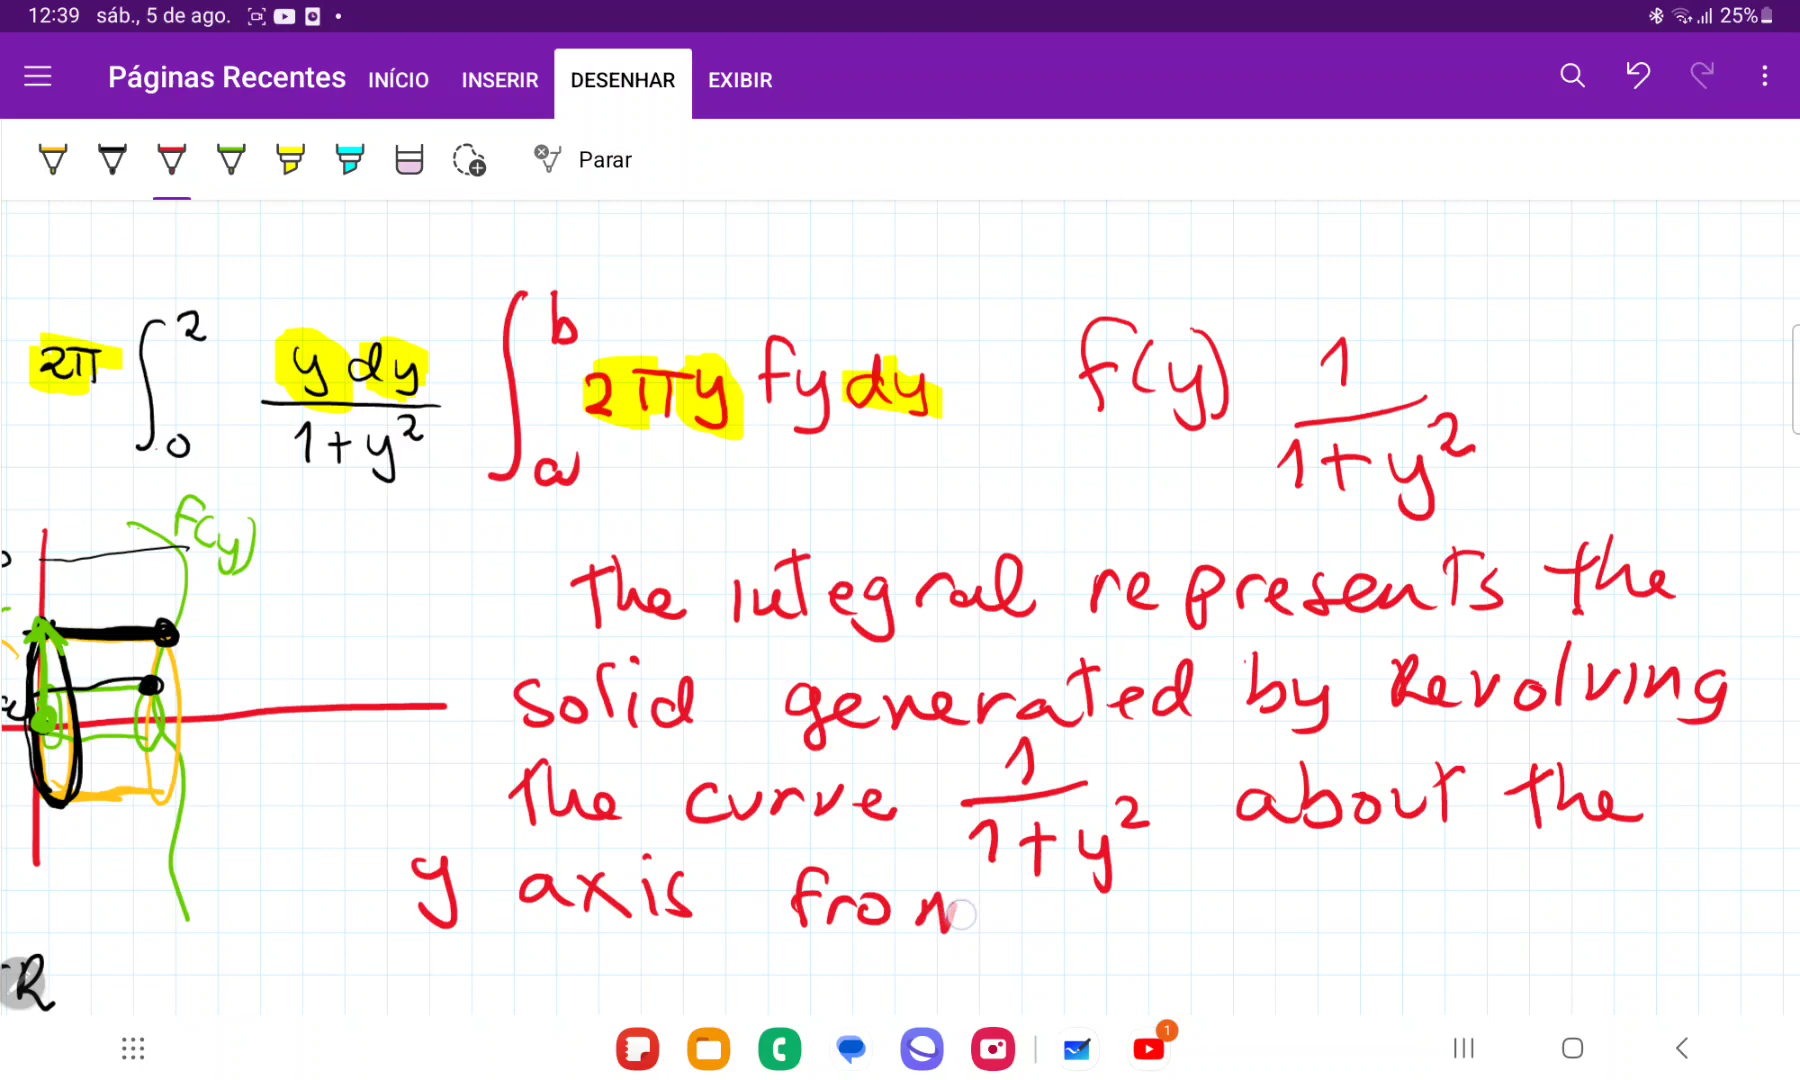 12:39 sáb., 5 de ago. 25%
Páginas Recentes INÍCIO INSERIR DESENHAR EXIBIR
Parar
2π ∫₀² y dy / 1+y² ∫ₐᵇ 2πy fy dy f(y) 1 / 1+y²
F(y)
the integral represents the
solid generated by Revolving
The curve 1 / 1+y² about the
y axis from
R
1